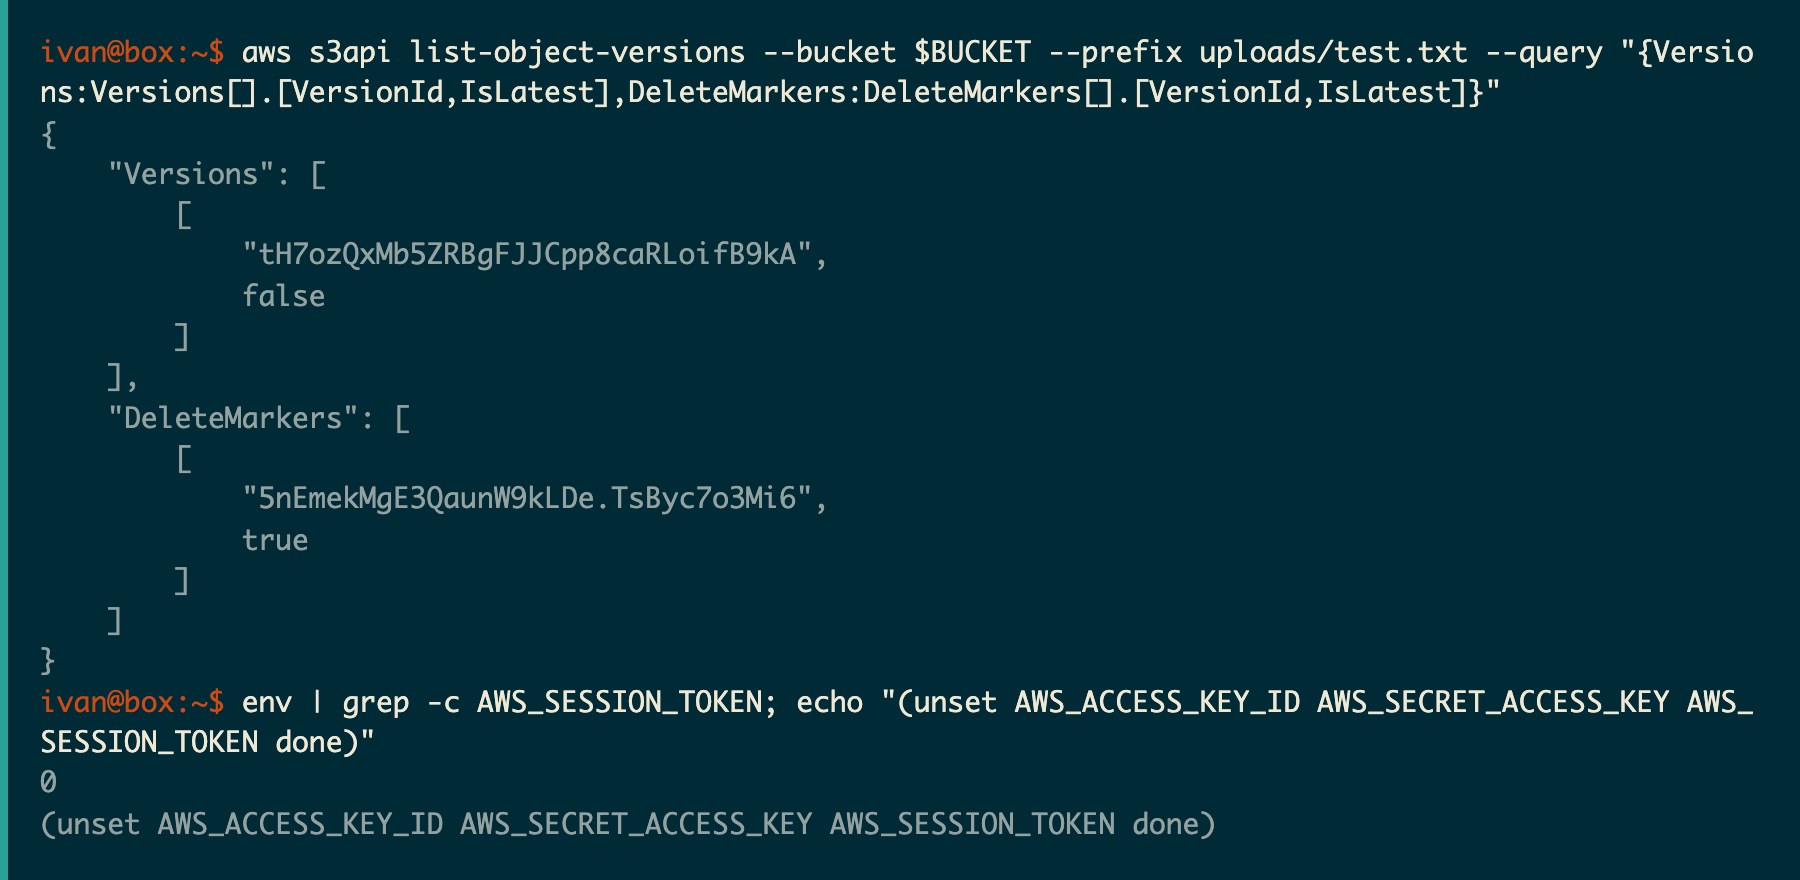 ivan@box:~$ aws s3api list-object-versions --bucket $BUCKET --prefix uploads/test.txt --query "{Versio
ns:Versions[].[VersionId,IsLatest],DeleteMarkers:DeleteMarkers[].[VersionId,IsLatest]}"
{
    "Versions": [
        [
            "tH7ozQxMb5ZRBgFJJCpp8caRLoifB9kA",
            false
        ]
    ],
    "DeleteMarkers": [
        [
            "5nEmekMgE3QaunW9kLDe.TsByc7o3Mi6",
            true
        ]
    ]
}
ivan@box:~$ env | grep -c AWS_SESSION_TOKEN; echo "(unset AWS_ACCESS_KEY_ID AWS_SECRET_ACCESS_KEY AWS_
SESSION_TOKEN done)"
0
(unset AWS_ACCESS_KEY_ID AWS_SECRET_ACCESS_KEY AWS_SESSION_TOKEN done)